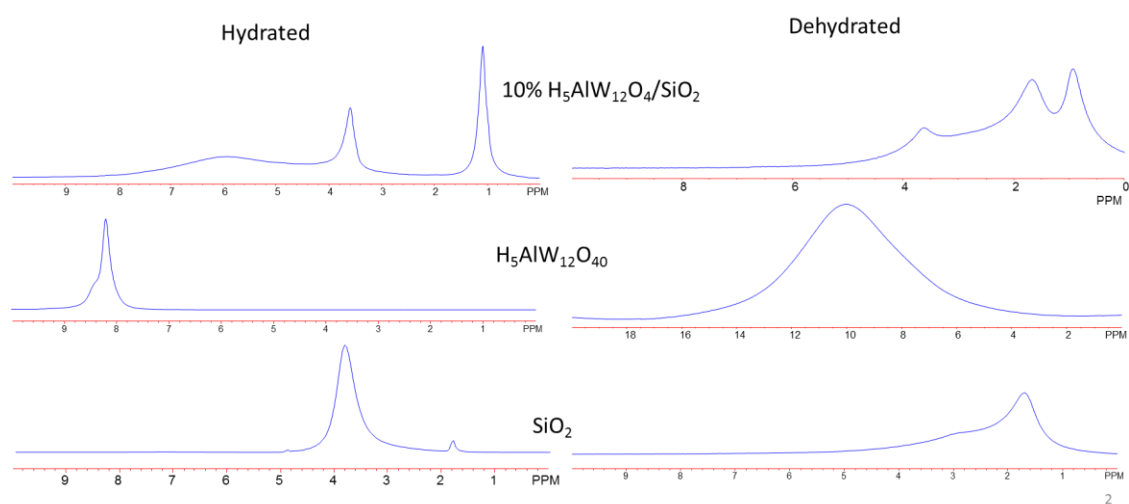 Hydrated
Dehydrated
10% H₅AlW₁₂O₄/SiO₂
9 8 7 6 5 4 3 2 1 PPM
8 6 4 2 0
PPM
H₅AlW₁₂O₄₀
9 8 7 6 5 4 3 2 1 PPM
18 16 14 12 10 8 6 4 2 PPM
SiO₂
9 8 7 6 5 4 3 2 1 PPM
9 8 7 6 5 4 3 2 1 PPM
2